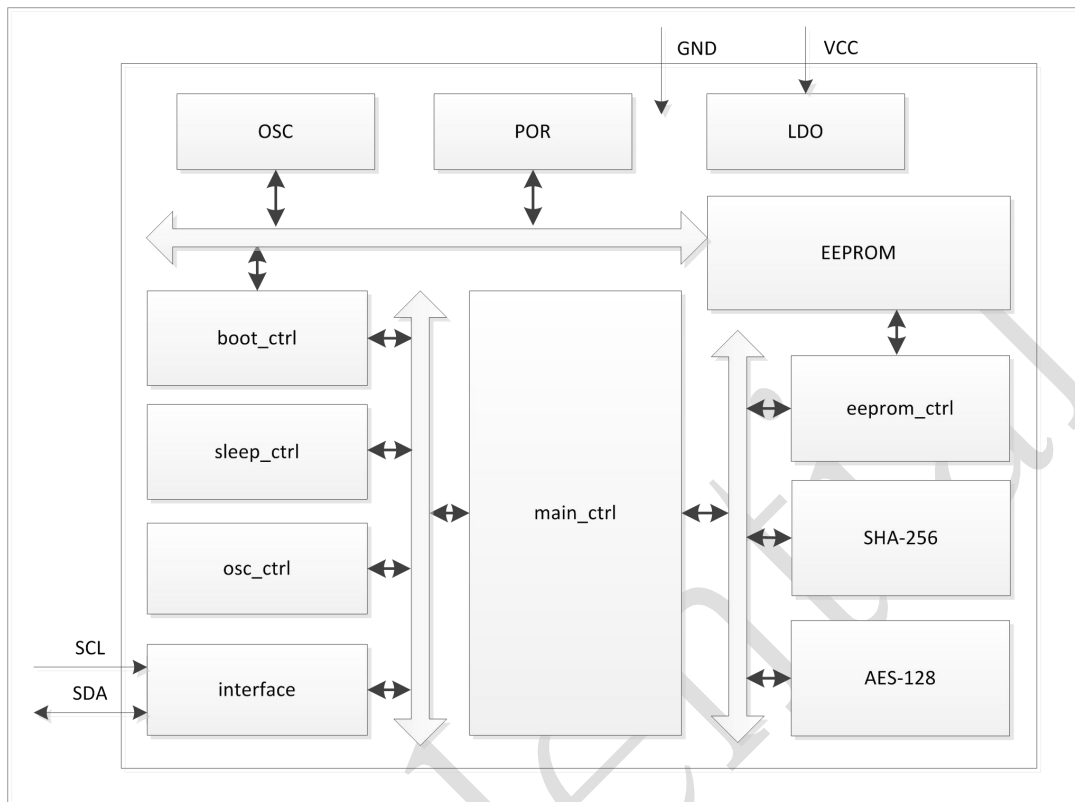 GND
VCC
OSC
POR
LDO
EEPROM
boot_ctrl
sleep_ctrl
osc_ctrl
interface
main_ctrl
eeprom_ctrl
SHA-256
AES-128
SCL
SDA